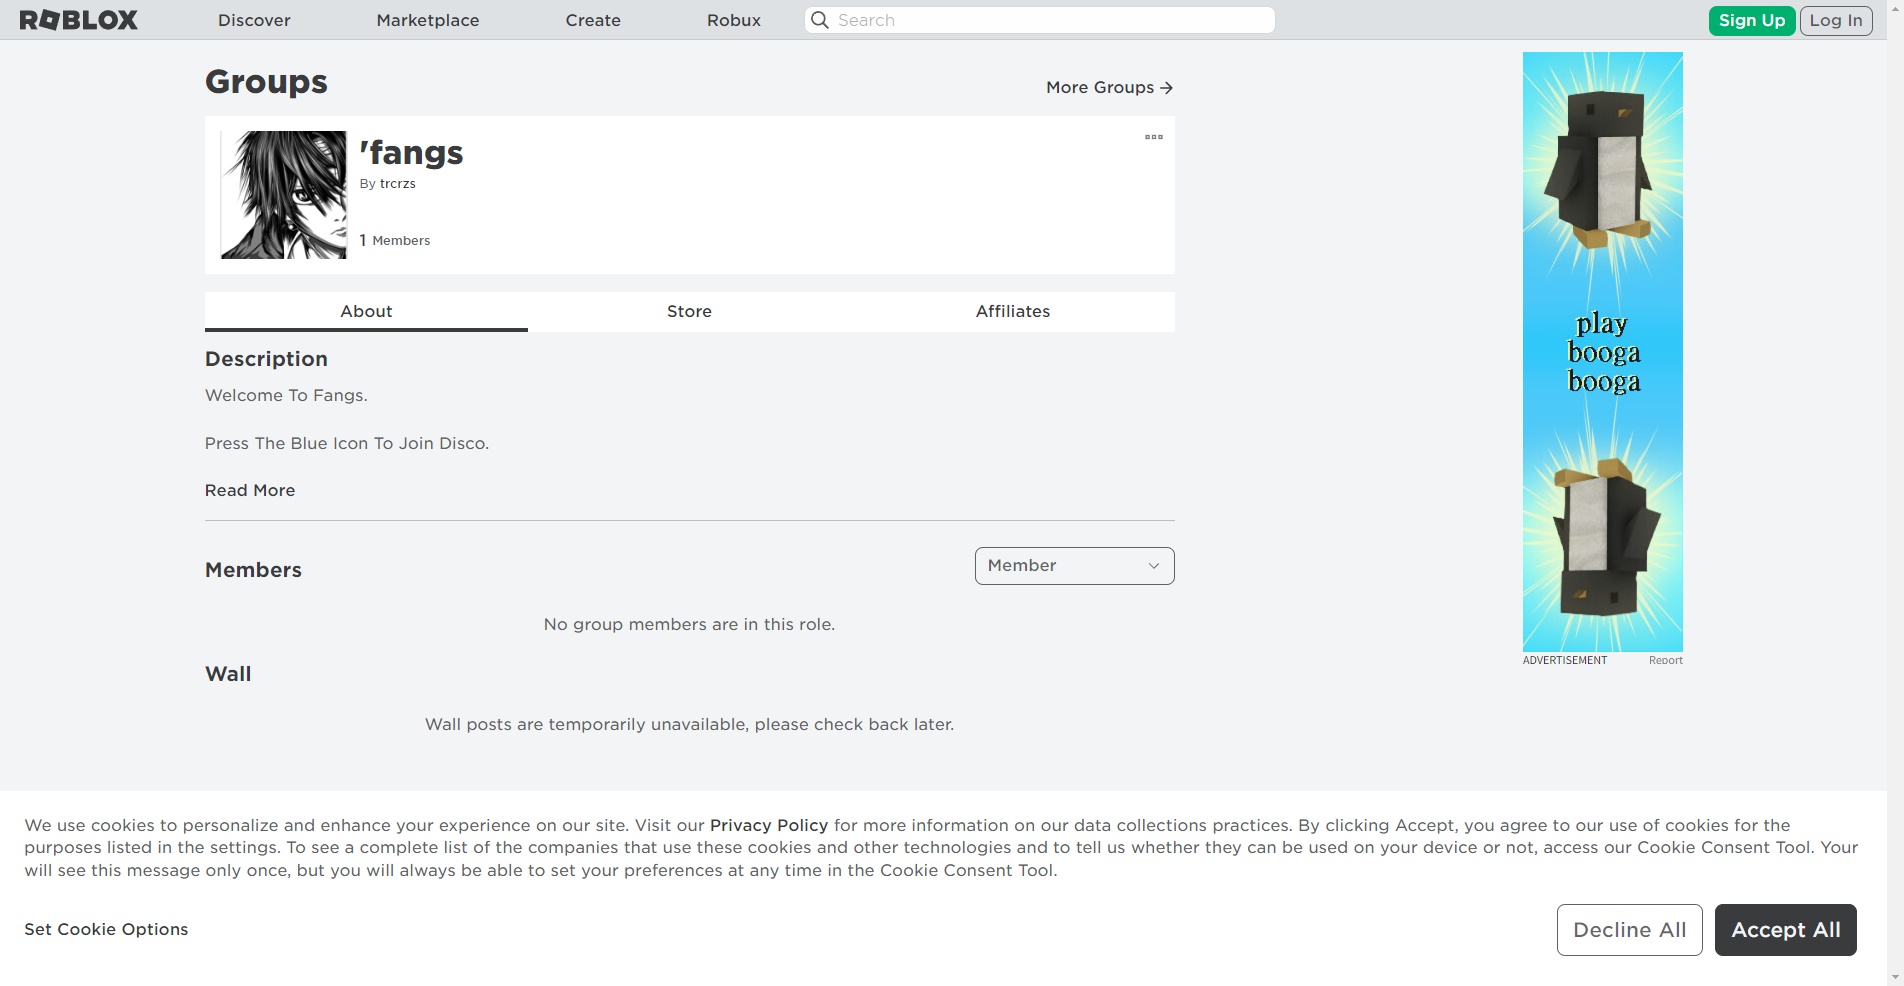 ROBLOX
Discover
Marketplace
Create
Robux
Search
Sign Up
Log In
Groups
More Groups
'fangs
By trcrzs
1 Members
About
Store
Affiliates
Description
Welcome To Fangs.
Press The Blue Icon To Join Disco.
Read More
Members
Member
No group members are in this role.
Wall
Wall posts are temporarily unavailable, please check back later.
play
booga
booga
ADVERTISEMENT
Report
We use cookies to personalize and enhance your experience on our site. Visit our Privacy Policy for more information on our data collections practices. By clicking Accept, you agree to our use of cookies for the
purposes listed in the settings. To see a complete list of the companies that use these cookies and other technologies and to tell us whether they can be used on your device or not, access our Cookie Consent Tool. Your
will see this message only once, but you will always be able to set your preferences at any time in the Cookie Consent Tool.
Set Cookie Options
Decline All
Accept All